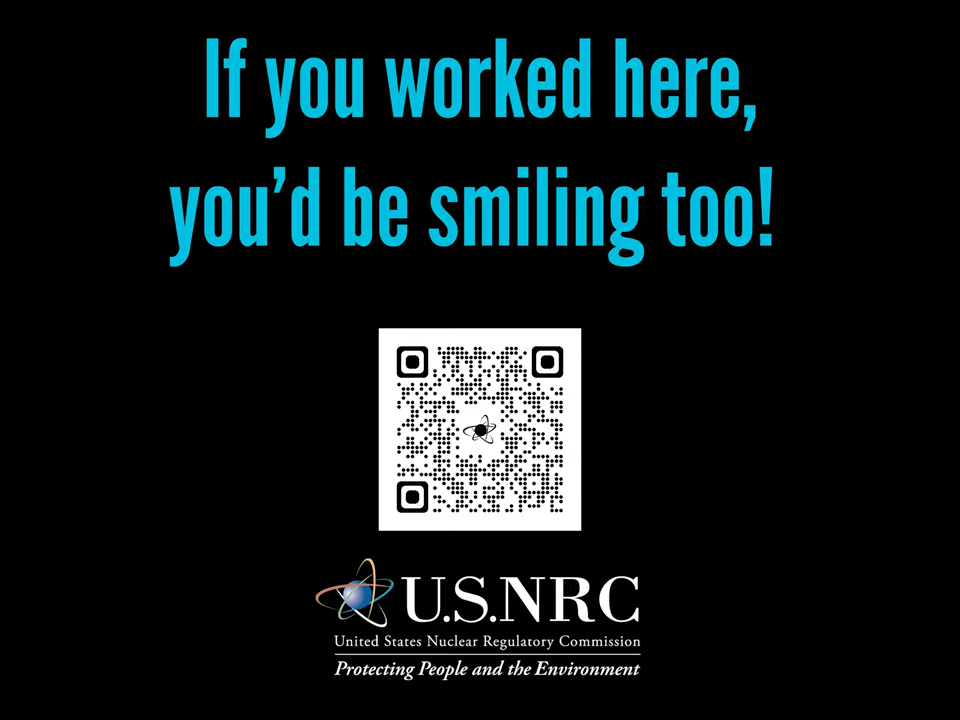 If you worked here,
you’d be smiling too!
U.S.NRC
United States Nuclear Regulatory Commission
Protecting People and the Environment